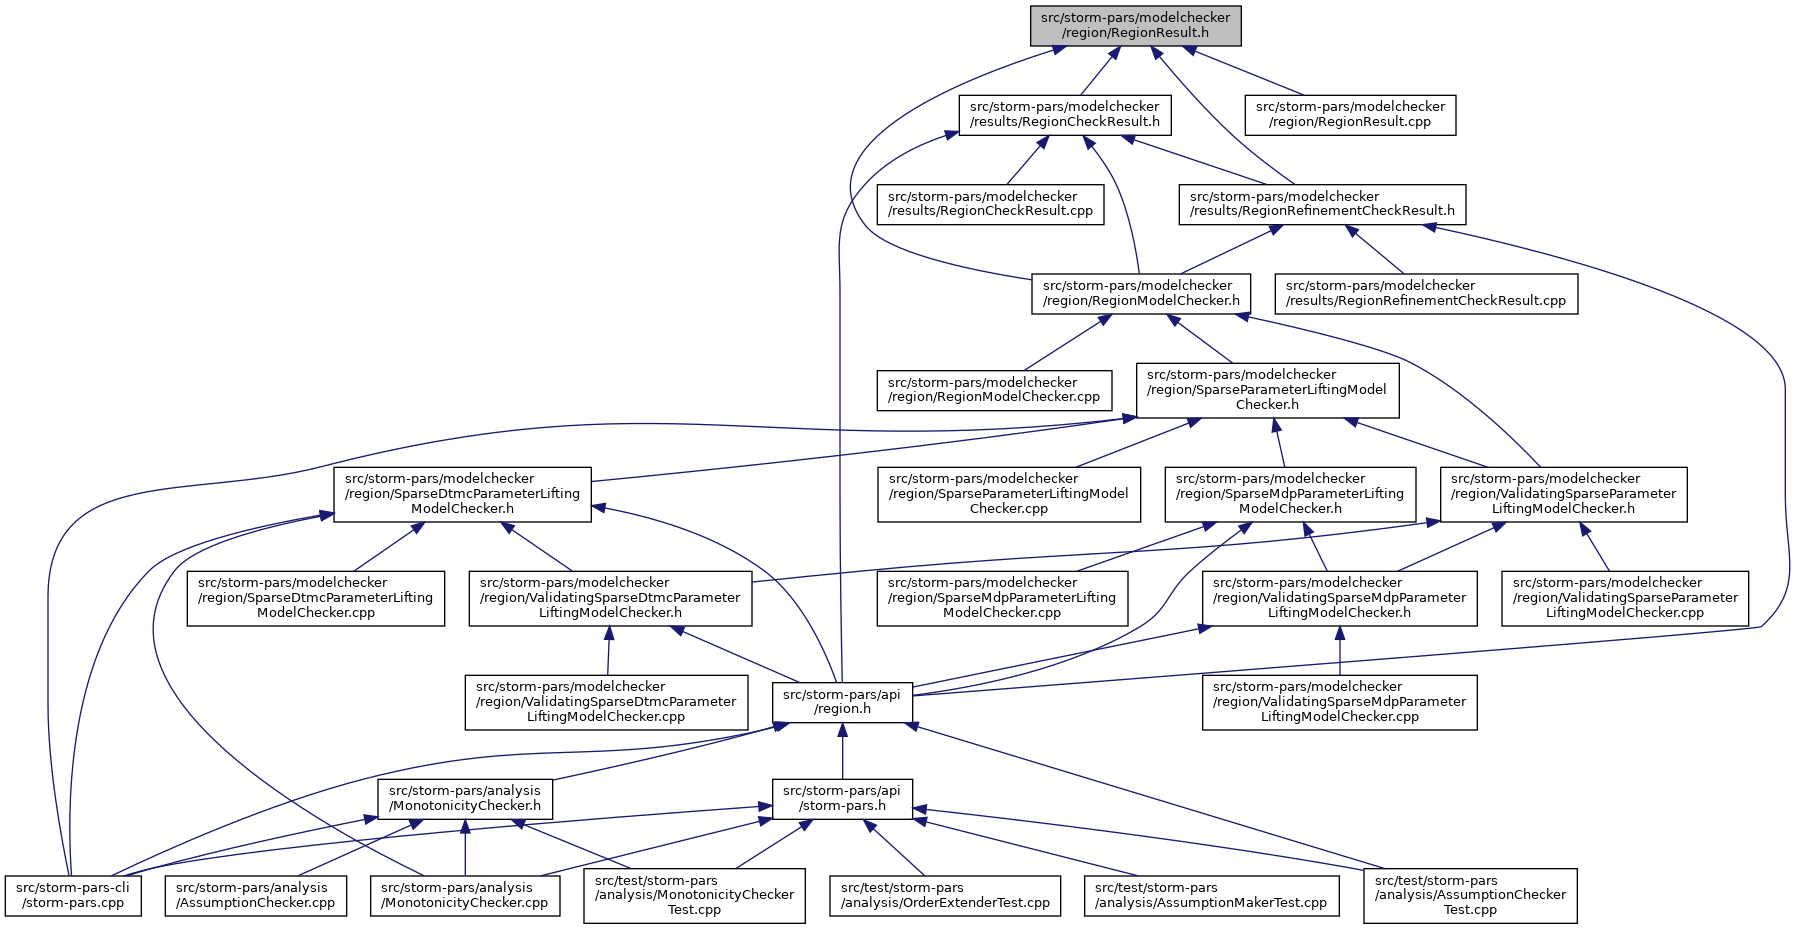 src/storm-pars/modelchecker
/region/RegionResult.h
src/storm-pars/modelchecker
/results/RegionCheckResult.h
src/storm-pars/modelchecker
/region/RegionResult.cpp
src/storm-pars/modelchecker
/results/RegionCheckResult.cpp
src/storm-pars/modelchecker
/results/RegionRefinementCheckResult.h
src/storm-pars/modelchecker
/region/RegionModelChecker.h
src/storm-pars/modelchecker
/results/RegionRefinementCheckResult.cpp
src/storm-pars/modelchecker
/region/RegionModelChecker.cpp
src/storm-pars/modelchecker
/region/SparseParameterLiftingModel
Checker.h
src/storm-pars/modelchecker
/region/SparseDtmcParameterLifting
ModelChecker.h
src/storm-pars/modelchecker
/region/SparseParameterLiftingModel
Checker.cpp
src/storm-pars/modelchecker
/region/SparseMdpParameterLifting
ModelChecker.h
src/storm-pars/modelchecker
/region/ValidatingSparseParameter
LiftingModelChecker.h
src/storm-pars/modelchecker
/region/SparseDtmcParameterLifting
ModelChecker.cpp
src/storm-pars/modelchecker
/region/ValidatingSparseDtmcParameter
LiftingModelChecker.h
src/storm-pars/modelchecker
/region/SparseMdpParameterLifting
ModelChecker.cpp
src/storm-pars/modelchecker
/region/ValidatingSparseMdpParameter
LiftingModelChecker.h
src/storm-pars/modelchecker
/region/ValidatingSparseParameter
LiftingModelChecker.cpp
src/storm-pars/modelchecker
/region/ValidatingSparseDtmcParameter
LiftingModelChecker.cpp
src/storm-pars/api
/region.h
src/storm-pars/modelchecker
/region/ValidatingSparseMdpParameter
LiftingModelChecker.cpp
src/storm-pars/analysis
/MonotonicityChecker.h
src/storm-pars/api
/storm-pars.h
src/storm-pars-cli
/storm-pars.cpp
src/storm-pars/analysis
/AssumptionChecker.cpp
src/storm-pars/analysis
/MonotonicityChecker.cpp
src/test/storm-pars
/analysis/MonotonicityChecker
Test.cpp
src/test/storm-pars
/analysis/OrderExtenderTest.cpp
src/test/storm-pars
/analysis/AssumptionMakerTest.cpp
src/test/storm-pars
/analysis/AssumptionChecker
Test.cpp